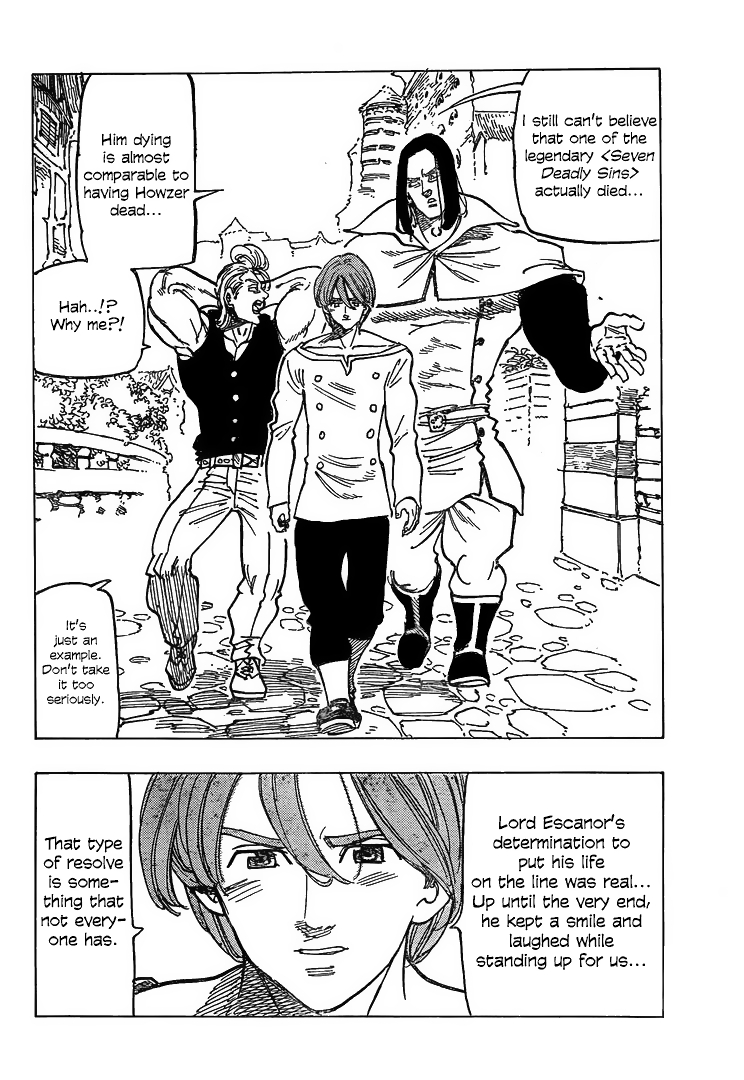 I still can't believe
that one of the
legendary <Seven
Deadly Sins>
actually died...
Him dying
is almost
comparable to
having Howzer
dead...
Hah..!?
Why me?!
It's
just an
example.
Don't take
it too
seriously.
Lord Escanor's
determination to
put his life
on the line was real...
Up until the very end,
he kept a smile and
laughed while
standing up for us...
That type
of resolve
is some-
thing that
not every-
one has.